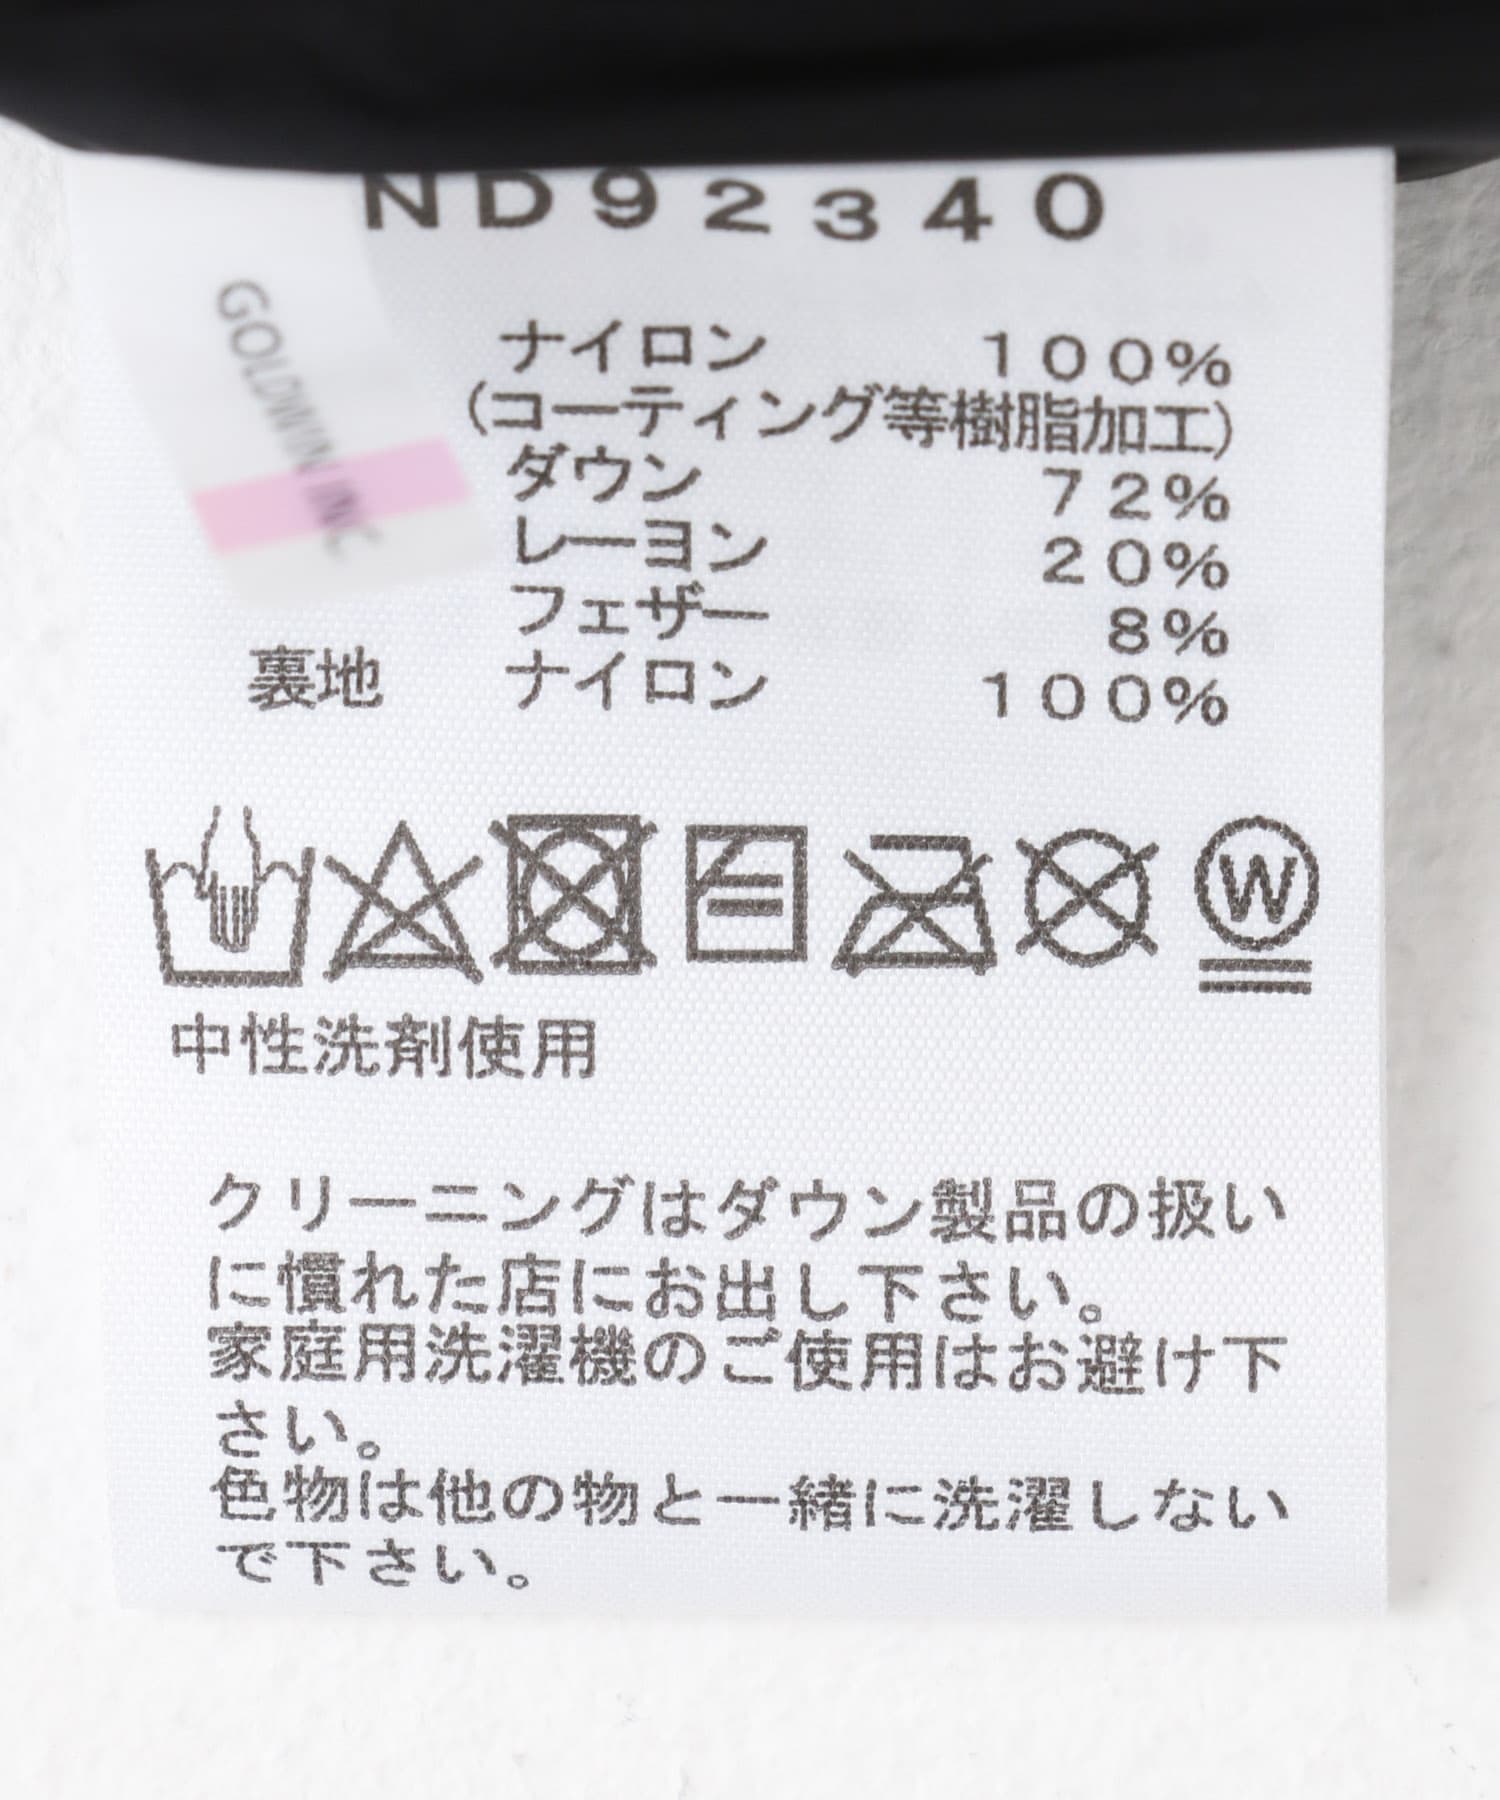 ND92340
GOLDWIN INC
ナイロン 100%
(コーティング等樹脂加工)
ダウン 72%
レーヨン 20%
フェザー 8%
裏地 ナイロン 100%
W
中性洗剤使用
クリーニングはダウン製品の扱い
に慣れた店にお出し下さい。
家庭用洗濯機のご使用はお避け下
さい。
色物は他の物と一緒に洗濯しない
で下さい。